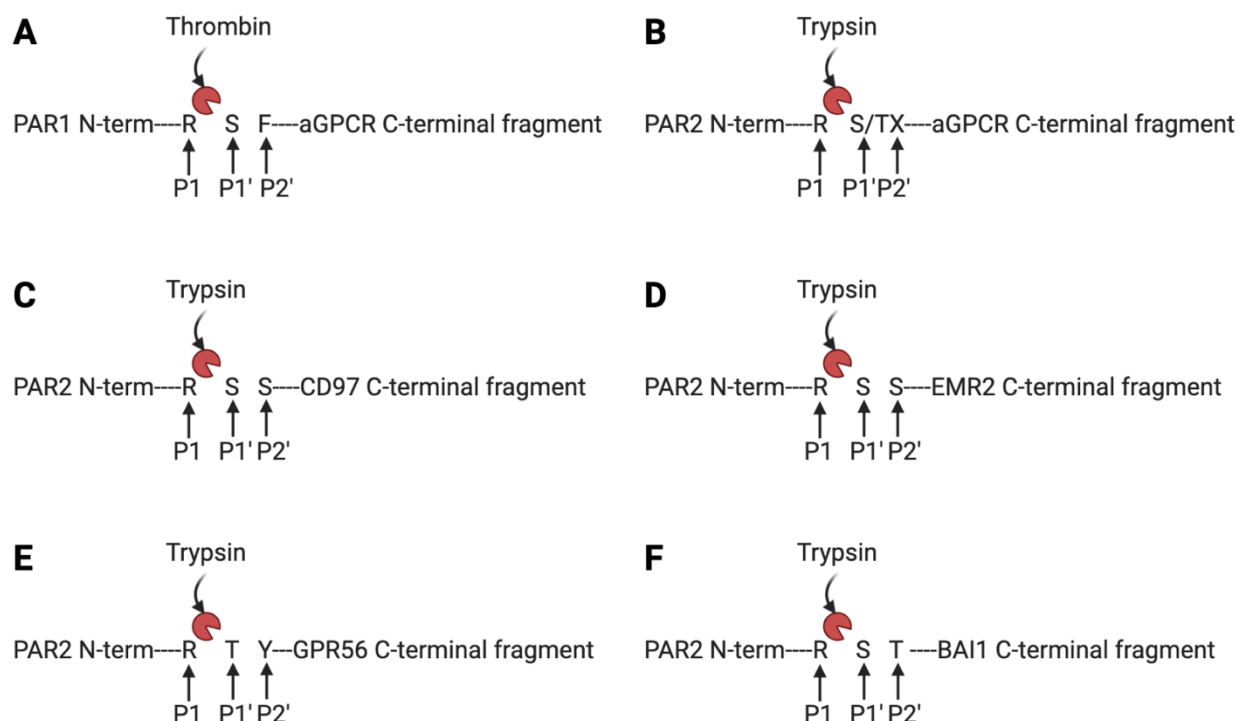 A
Thrombin
PAR1 N-term----R S F----aGPCR C-terminal fragment
P1 P1' P2'
B
Trypsin
PAR2 N-term----R S/TX----aGPCR C-terminal fragment
P1 P1'P2'
C
Trypsin
PAR2 N-term----R S S----CD97 C-terminal fragment
P1 P1' P2'
D
Trypsin
PAR2 N-term----R S S----EMR2 C-terminal fragment
P1 P1' P2'
E
Trypsin
PAR2 N-term----R T Y---GPR56 C-terminal fragment
P1 P1' P2'
F
Trypsin
PAR2 N-term----R S T ----BAI1 C-terminal fragment
P1 P1' P2'